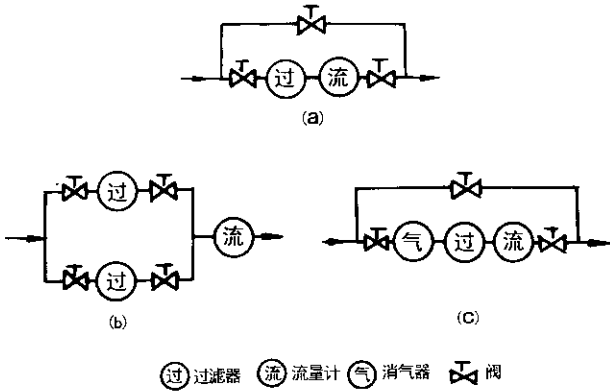 过 流
(a)
过
流
过
(b)
气 过 流
(C)
过 过滤器 流 流量计 气 消气器 阀